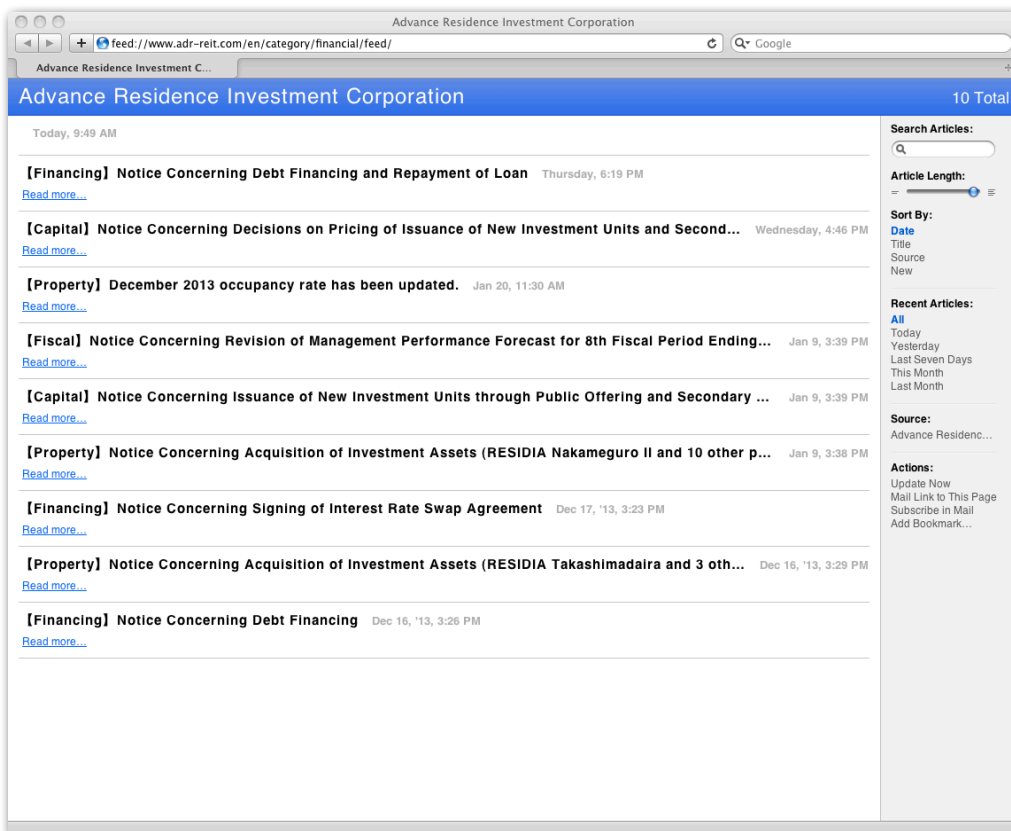 Advance Residence Investment Corporation
feed://www.adr-reit.com/en/category/financial/feed/
Google
Advance Residence Investment C...
Advance Residence Investment Corporation
10 Total
Today, 9:49 AM
【Financing】Notice Concerning Debt Financing and Repayment of Loan Thursday, 6:19 PM
Read more…
【Capital】Notice Concerning Decisions on Pricing of Issuance of New Investment Units and Second... Wednesday, 4:46 PM
Read more…
【Property】December 2013 occupancy rate has been updated. Jan 20, 11:30 AM
Read more…
【Fiscal】Notice Concerning Revision of Management Performance Forecast for 8th Fiscal Period Ending... Jan 9, 3:39 PM
Read more…
【Capital】Notice Concerning Issuance of New Investment Units through Public Offering and Secondary ... Jan 9, 3:39 PM
Read more…
【Property】Notice Concerning Acquisition of Investment Assets (RESIDIA Nakameguro II and 10 other p... Jan 9, 3:38 PM
Read more…
【Financing】Notice Concerning Signing of Interest Rate Swap Agreement Dec 17, '13, 3:23 PM
Read more…
【Property】Notice Concerning Acquisition of Investment Assets (RESIDIA Takashimadaira and 3 oth... Dec 16, '13, 3:29 PM
Read more…
【Financing】Notice Concerning Debt Financing Dec 16, '13, 3:26 PM
Read more…
Search Articles:
Article Length:
Sort By:
Date
Title
Source
New
Recent Articles:
All
Today
Yesterday
Last Seven Days
This Month
Last Month
Source:
Advance Residenc...
Actions:
Update Now
Mail Link to This Page
Subscribe in Mail
Add Bookmark…